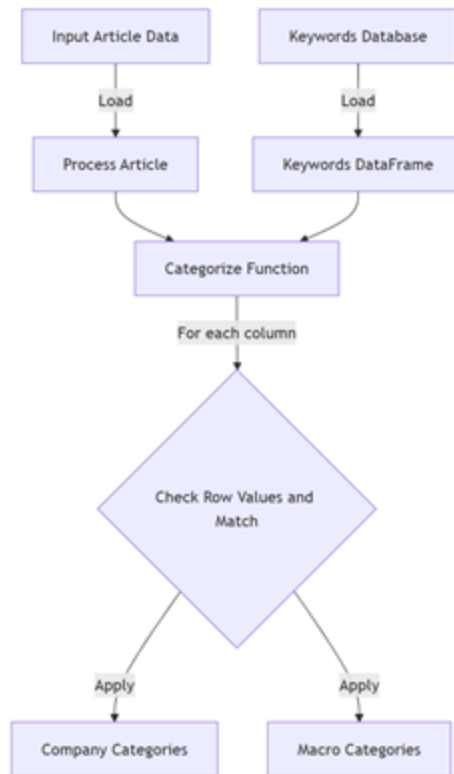 Input Article Data
Keywords Database
Load
Load
Process Article
Keywords DataFrame
Categorize Function
For each column
Check Row Values and
Match
Apply
Apply
Company Categories
Macro Categories